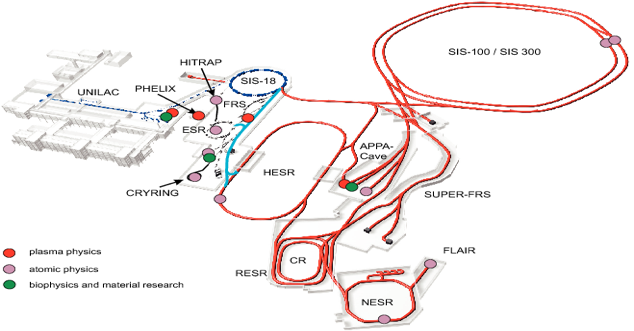 HITRAP
SIS-18
SIS-100 / SIS 300
UNILAC
PHELIX
FRS
ESR
APPA-
Cave
HESR
CRYRING
SUPER-FRS
plasma physics
atomic physics
biophysics and material research
RESR
CR
FLAIR
NESR